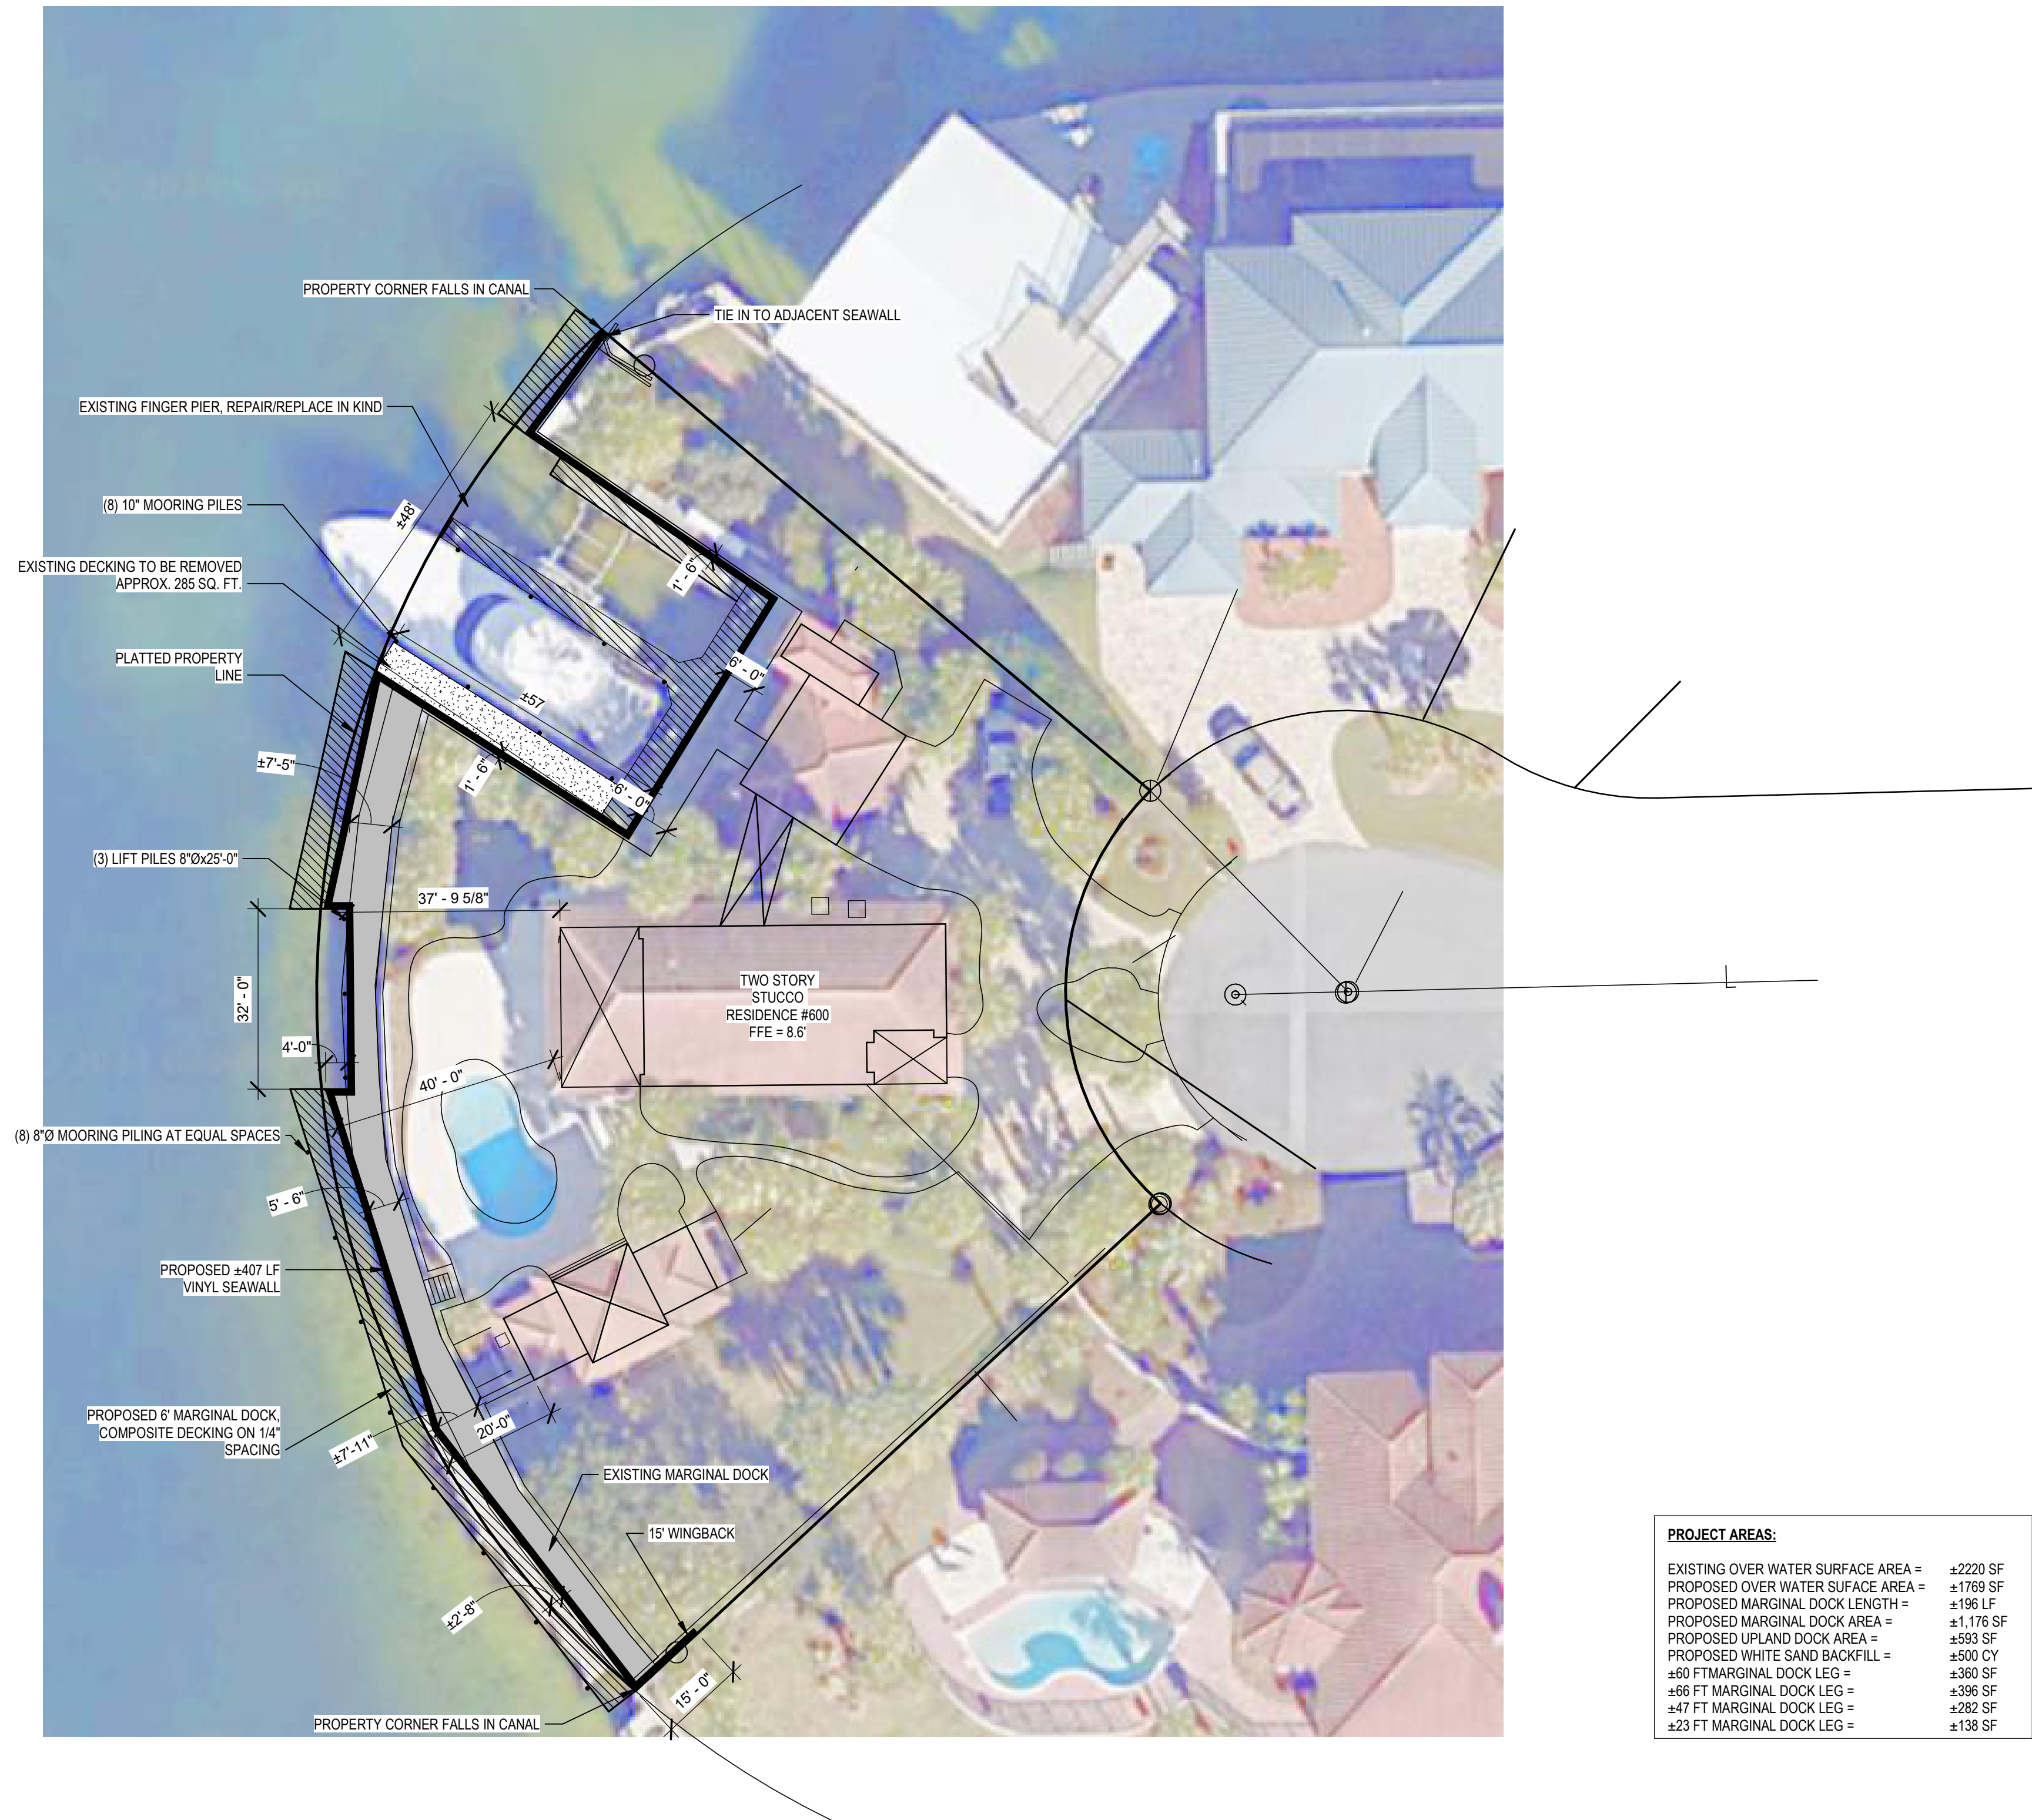 PROPERTY CORNER FALLS IN CANAL
TIE IN TO ADJACENT SEAWALL
EXISTING FINGER PIER, REPAIR/REPLACE IN KIND
±48'
(8) 10" MOORING PILES
EXISTING DECKING TO BE REMOVED
APPROX. 285 SQ. FT.
1' - 6"
PLATTED PROPERTY
LINE
6' - 0"
±57
±7'-5"
1' - 6"
6' - 0"
(3) LIFT PILES 8"Øx25'-0"
37' - 9 5/8"
32' - 0"
TWO STORY
STUCCO
RESIDENCE #600
FFE = 8.6'
4'-0"
40' - 0"
(8) 8"Ø MOORING PILING AT EQUAL SPACES
5' - 6"
PROPOSED ±407 LF
VINYL SEAWALL
PROPOSED 6' MARGINAL DOCK,
COMPOSITE DECKING ON 1/4"
SPACING
20'-0"
±7'-11"
EXISTING MARGINAL DOCK
15' WINGBACK
±2'-8"
15' - 0"
PROPERTY CORNER FALLS IN CANAL
PROJECT AREAS:
EXISTING OVER WATER SURFACE AREA = ±2220 SF
PROPOSED OVER WATER SUFACE AREA = ±1769 SF
PROPOSED MARGINAL DOCK LENGTH = ±196 LF
PROPOSED MARGINAL DOCK AREA = ±1,176 SF
PROPOSED UPLAND DOCK AREA = ±593 SF
PROPOSED WHITE SAND BACKFILL = ±500 CY
±60 FTMARGINAL DOCK LEG = ±360 SF
±66 FT MARGINAL DOCK LEG = ±396 SF
±47 FT MARGINAL DOCK LEG = ±282 SF
±23 FT MARGINAL DOCK LEG = ±138 SF